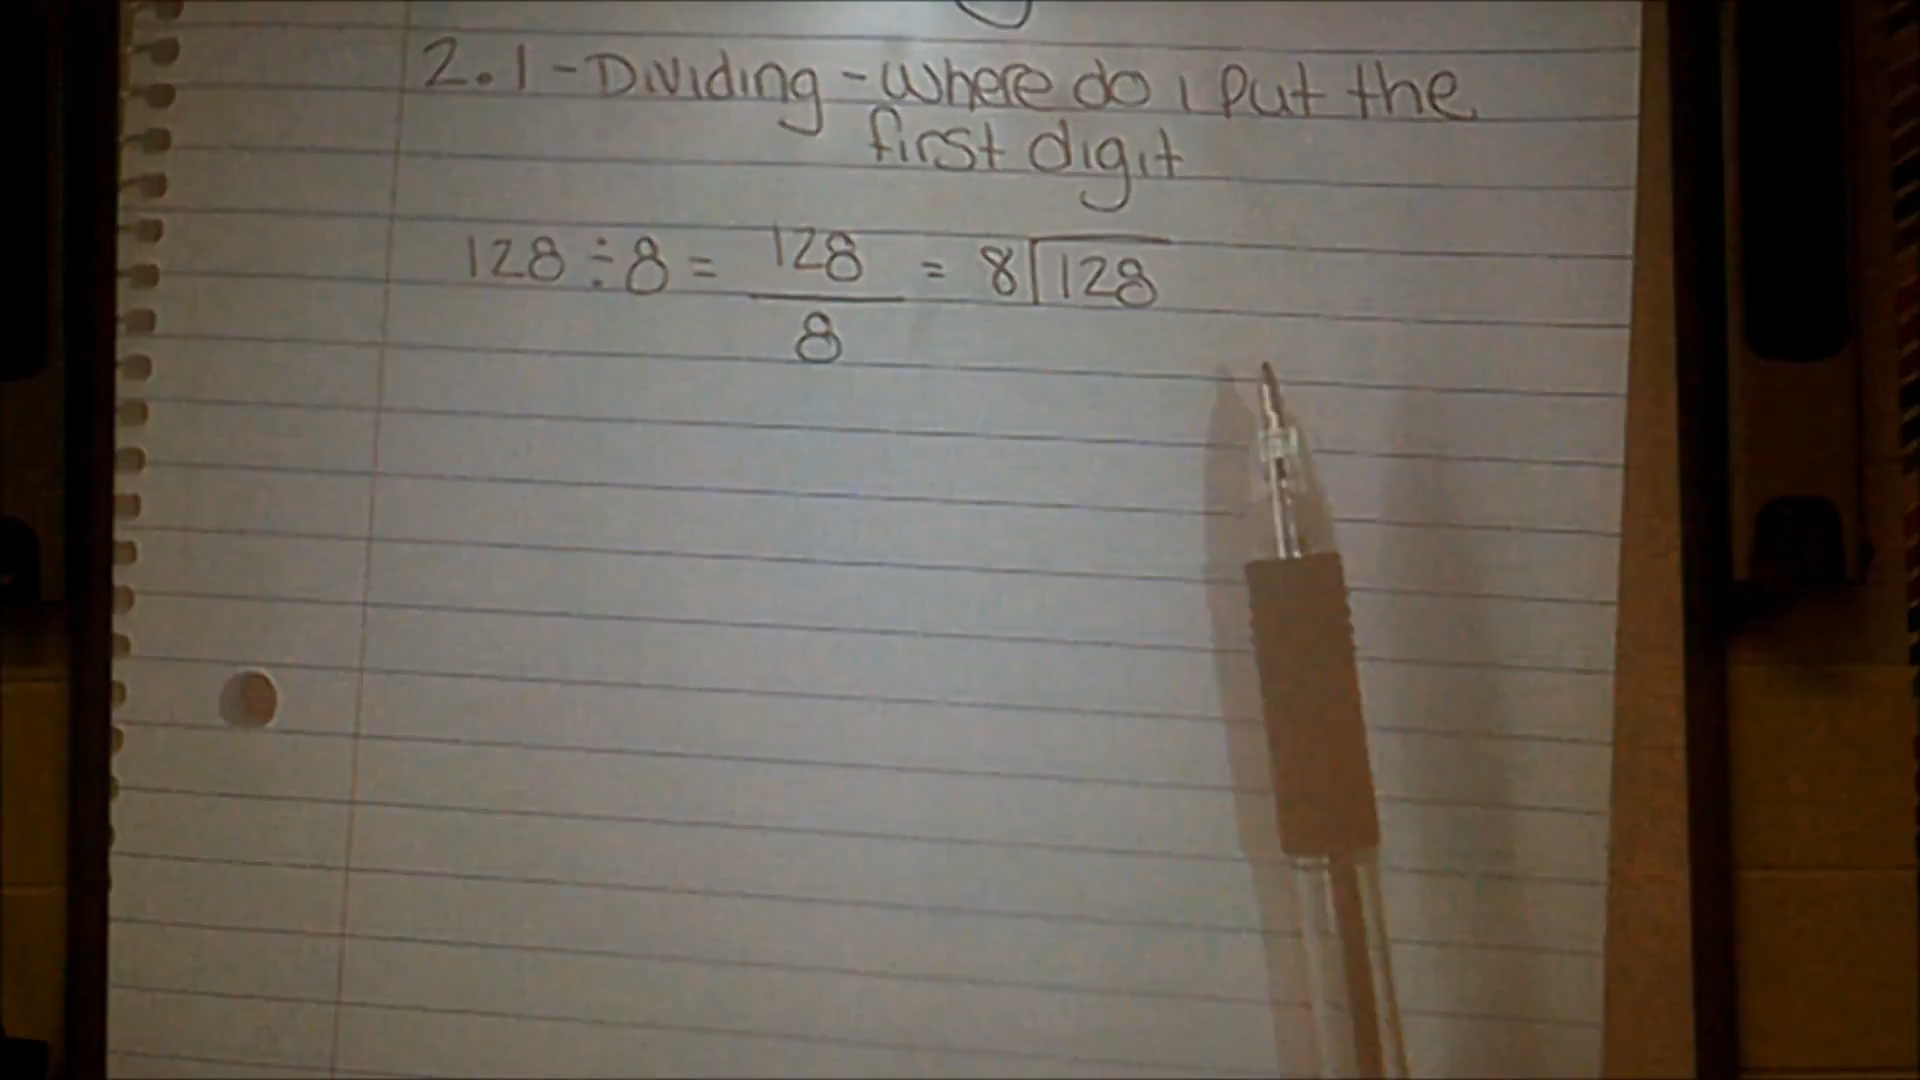 2.1 - Dividing - Where do i put the
first digit
128 ÷ 8 = 128/8 = 8⟌128